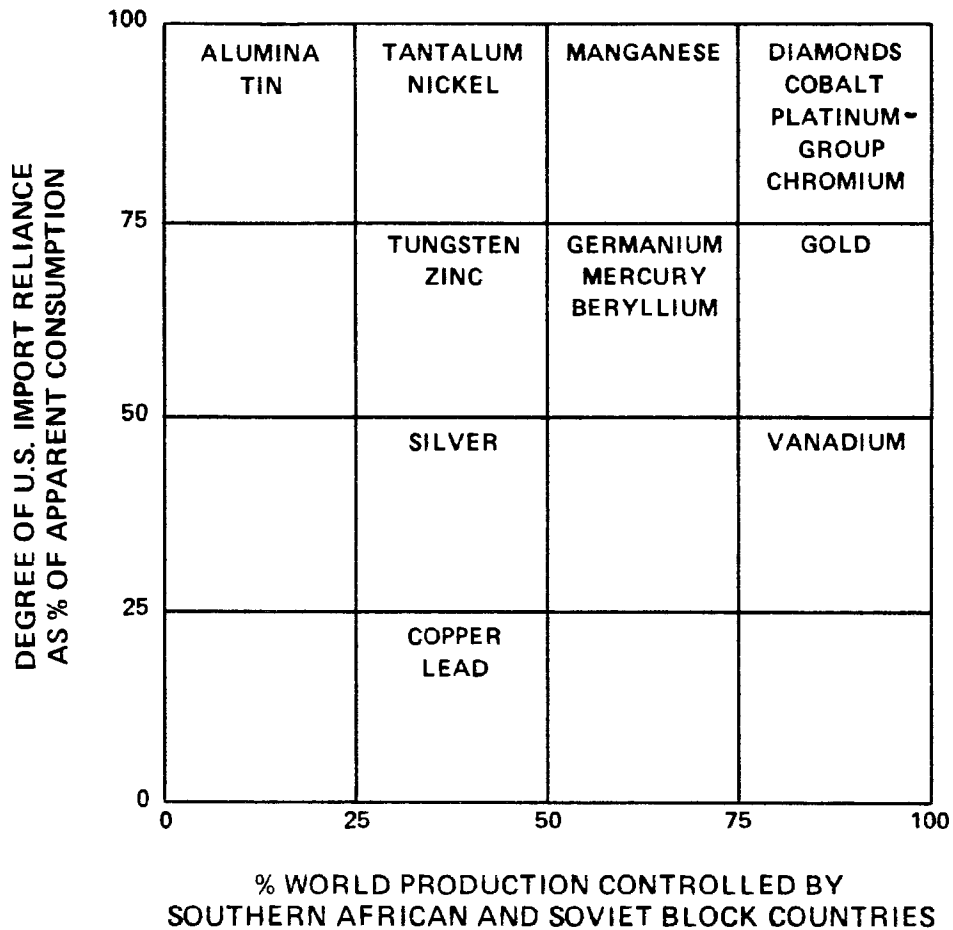 DEGREE OF U.S. IMPORT RELIANCE
AS % OF APPARENT CONSUMPTION
100
75
50
25
0
ALUMINA
TIN
TANTALUM
NICKEL
MANGANESE
DIAMONDS
COBALT
PLATINUM-
GROUP
CHROMIUM
TUNGSTEN
ZINC
GERMANIUM
MERCURY
BERYLLIUM
GOLD
SILVER
VANADIUM
COPPER
LEAD
0 25 50 75 100
% WORLD PRODUCTION CONTROLLED BY
SOUTHERN AFRICAN AND SOVIET BLOCK COUNTRIES